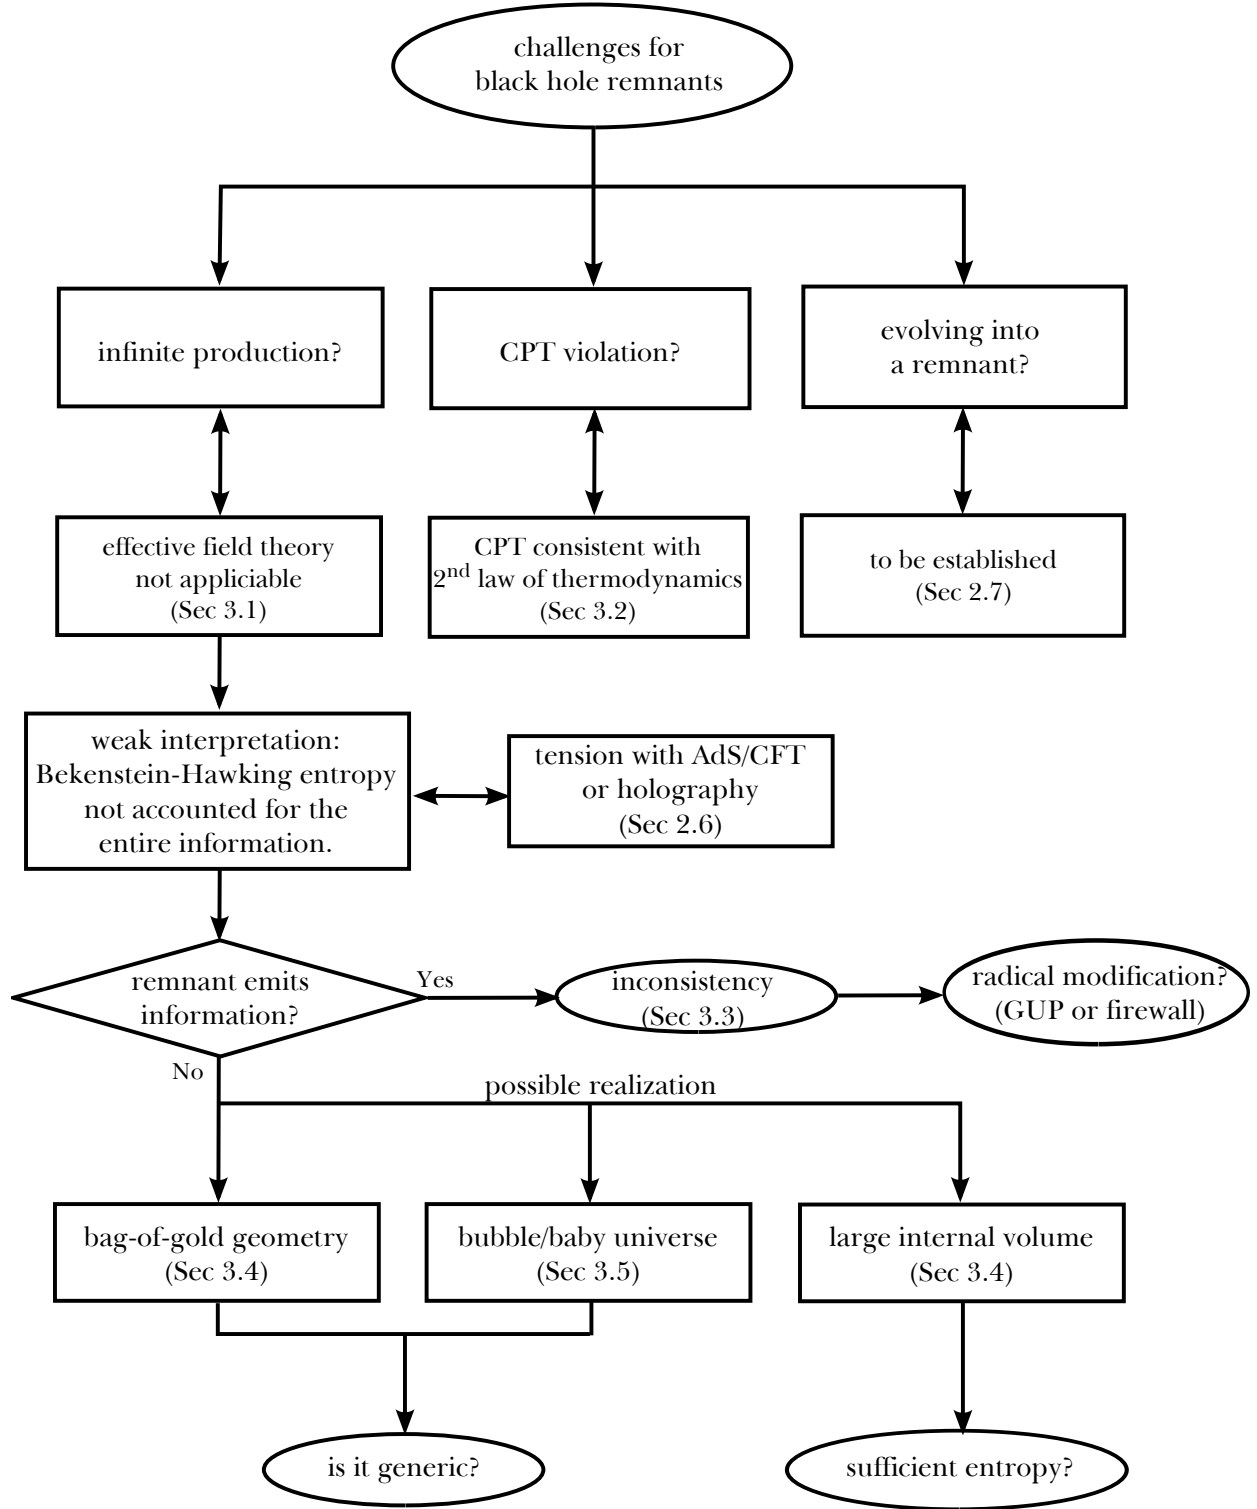 challenges for
black hole remnants
infinite production?
CPT violation?
evolving into
a remnant?
effective field theory
not appliciable
(Sec 3.1)
CPT consistent with
2nd law of thermodynamics
(Sec 3.2)
to be established
(Sec 2.7)
weak interpretation:
Bekenstein-Hawking entropy
not accounted for the
entire information.
tension with AdS/CFT
or holography
(Sec 2.6)
remnant emits
information?
Yes
inconsistency
(Sec 3.3)
radical modification?
(GUP or firewall)
No
possible realization
bag-of-gold geometry
(Sec 3.4)
bubble/baby universe
(Sec 3.5)
large internal volume
(Sec 3.4)
is it generic?
sufficient entropy?